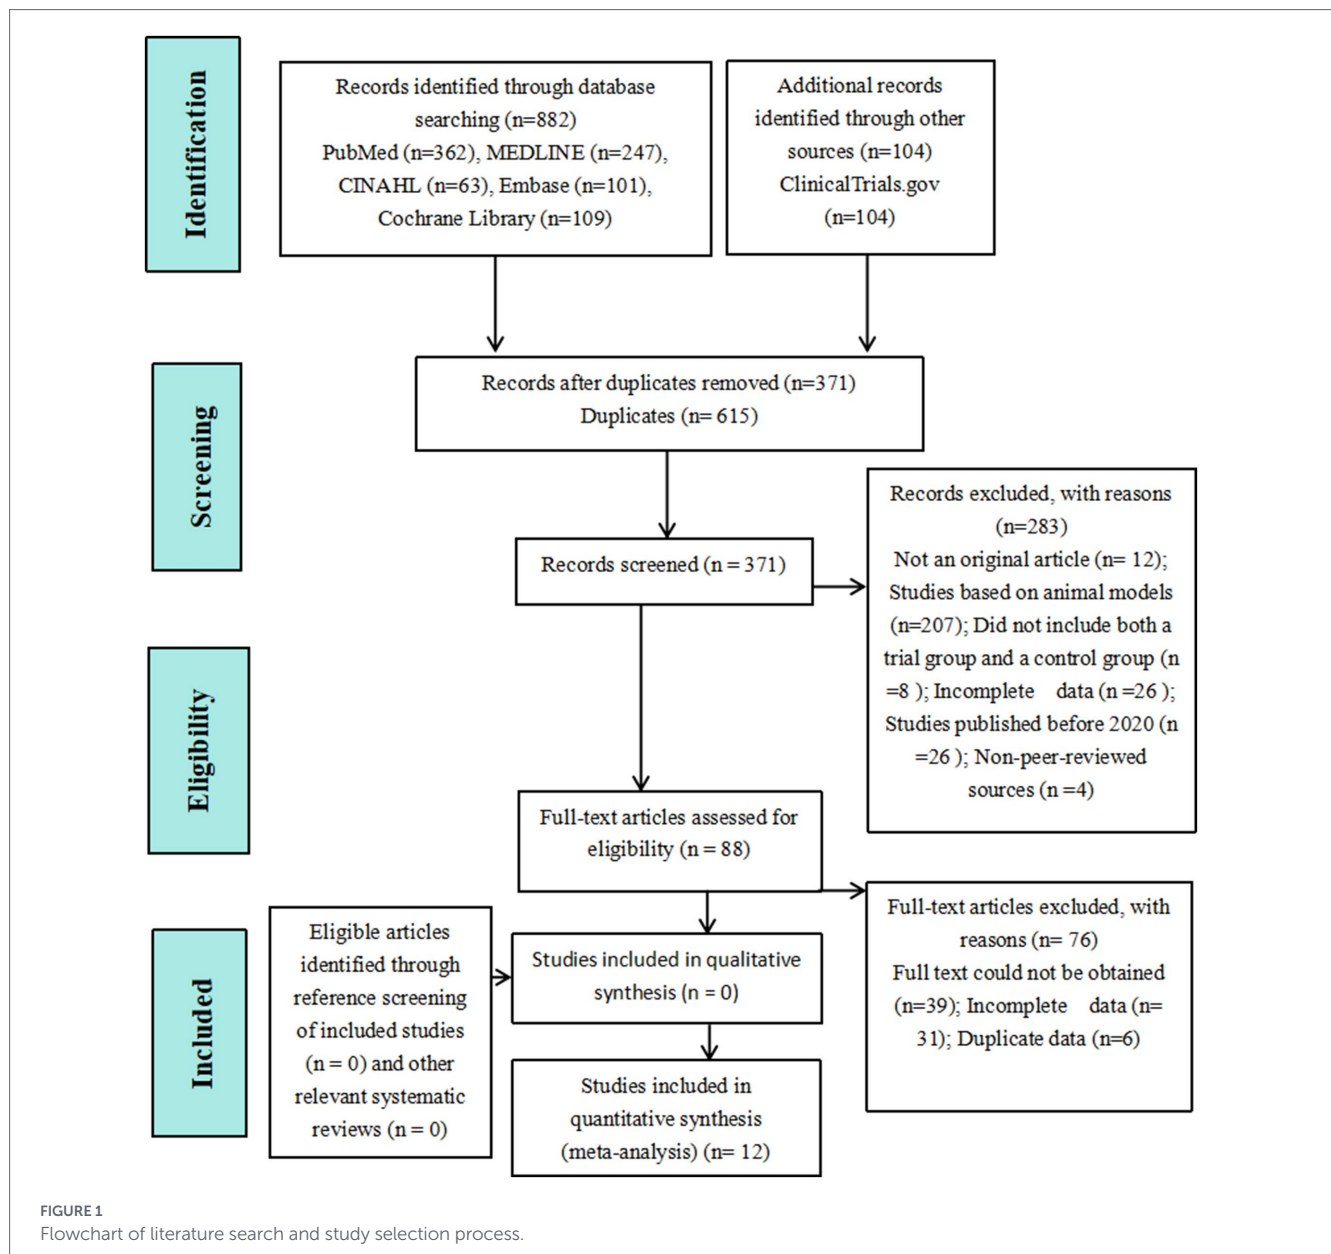 Identification
Records identified through database
searching (n=882)
PubMed (n=362), MEDLINE (n=247),
CINAHL (n=63), Embase (n=101),
Cochrane Library (n=109)
Additional records
identified through other
sources (n=104)
ClinicalTrials.gov
(n=104)
Screening
Records after duplicates removed (n=371)
Duplicates (n= 615)
Records screened (n = 371)
Records excluded, with reasons
(n=283)
Not an original article (n= 12);
Studies based on animal models
(n=207); Did not include both a
trial group and a control group (n
=8 ); Incomplete data (n =26 );
Studies published before 2020 (n
=26 ); Non-peer-reviewed
sources (n =4)
Eligibility
Full-text articles assessed for
eligibility (n = 88)
Full-text articles excluded, with
reasons (n= 76)
Full text could not be obtained
(n=39); Incomplete data (n=
31); Duplicate data (n=6)
Included
Eligible articles
identified through
reference screening
of included studies
(n = 0) and other
relevant systematic
reviews (n = 0)
Studies included in qualitative
synthesis (n = 0)
Studies included in
quantitative synthesis
(meta-analysis) (n= 12)
FIGURE 1
Flowchart of literature search and study selection process.